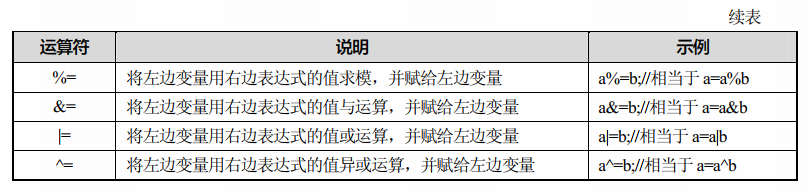 续表
运算符 说明 示例
%= 将左边变量用右边表达式的值求模，并赋给左边变量 a%=b;//相当于 a=a%b
&= 将左边变量用右边表达式的值与运算，并赋给左边变量 a&=b;//相当于 a=a&b
|= 将左边变量用右边表达式的值或运算，并赋给左边变量 a|=b;//相当于 a=a|b
^= 将左边变量用右边表达式的值异或运算，并赋给左边变量 a^=b;//相当于 a=a^b